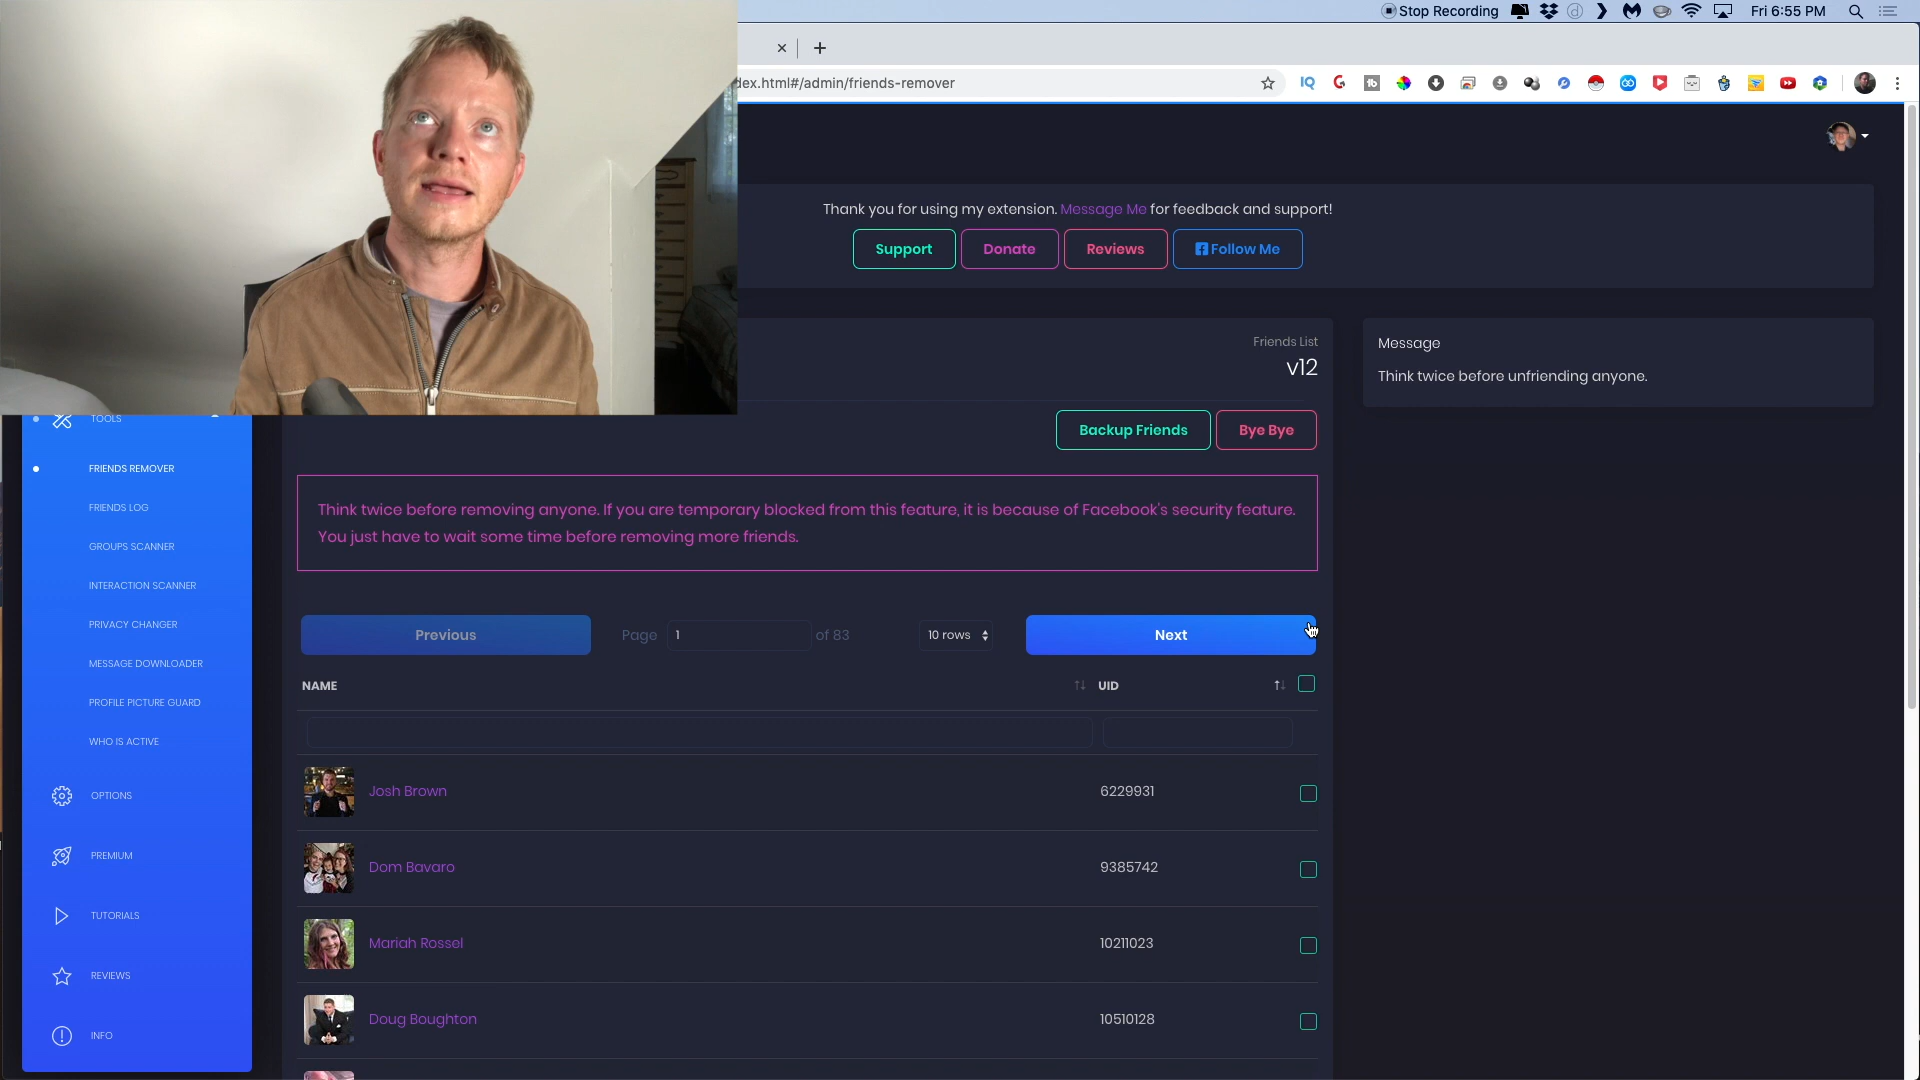 Stop Recording
Fri 6:55 PM
dex.html#/admin/friends-remover
Thank you for using my extension. Message Me for feedback and support!
Support
Donate
Reviews
Follow Me
Friends List
v12
Message
Think twice before unfriending anyone.
Backup Friends
Bye Bye
TOOLS
FRIENDS REMOVER
FRIENDS LOG
GROUPS SCANNER
INTERACTION SCANNER
PRIVACY CHANGER
MESSAGE DOWNLOADER
PROFILE PICTURE GUARD
WHO IS ACTIVE
OPTIONS
PREMIUM
TUTORIALS
REVIEWS
INFO
Think twice before removing anyone. If you are temporary blocked from this feature, it is because of Facebook's security feature.
You just have to wait some time before removing more friends.
Previous
Page 1 of 83
10 rows
Next
NAME
UID
Josh Brown
6229931
Dom Bavaro
9385742
Mariah Rossel
10211023
Doug Boughton
10510128